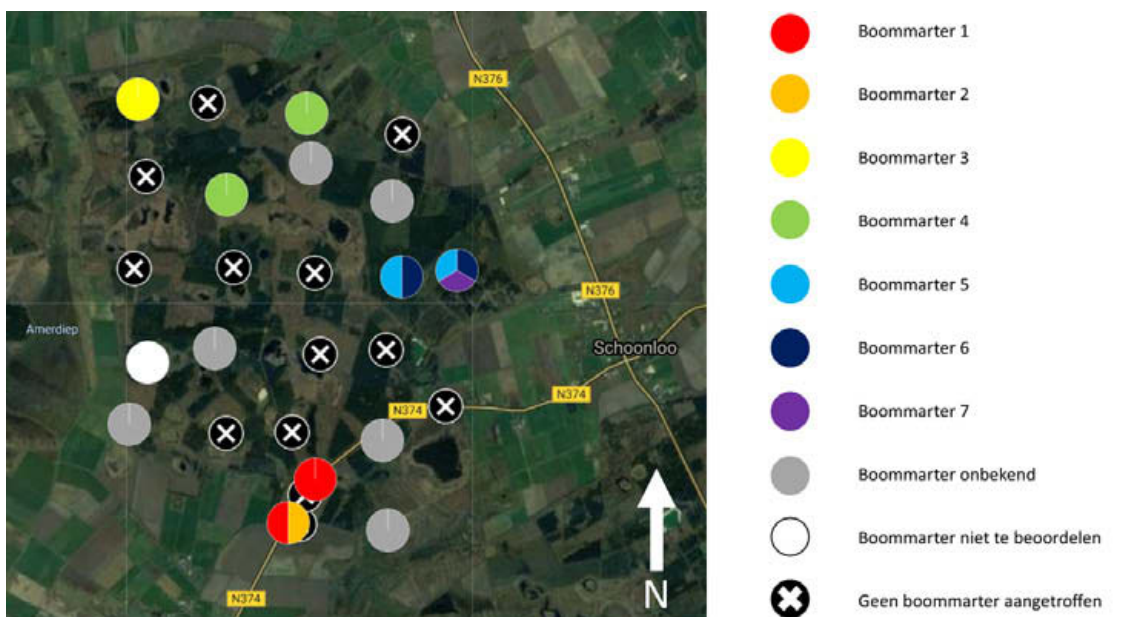 N376
N376
Amerdiep
Schoonloo
N374
N374
N374
N
Boommarter 1
Boommarter 2
Boommarter 3
Boommarter 4
Boommarter 5
Boommarter 6
Boommarter 7
Boommarter onbekend
Boommarter niet te beoordelen
Geen boommarter aangetroffen